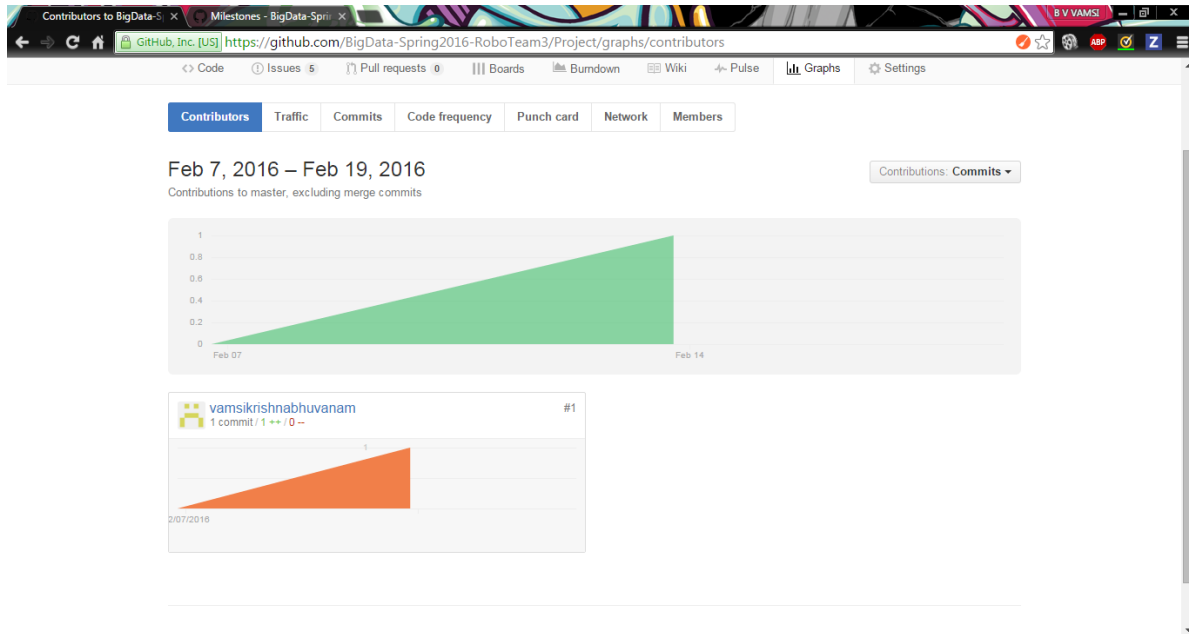 Contributors to BigData-Sp
Milestones - BigData-Sprin
B V VAMSI
GitHub, Inc. [US] https://github.com/BigData-Spring2016-RoboTeam3/Project/graphs/contributors
ABP
Z
Code Issues 5 Pull requests 0 Boards Burndown Wiki Pulse Graphs Settings
Contributors Traffic Commits Code frequency Punch card Network Members
Feb 7, 2016 – Feb 19, 2016
Contributions: Commits
Contributions to master, excluding merge commits
1
0.8
0.6
0.4
0.2
0
Feb 07 Feb 14
vamsikrishnabhuvanam #1
1 commit / 1 ++ / 0 --
1
2/07/2016